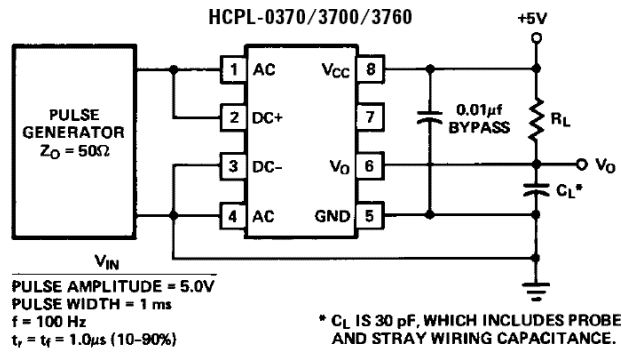 HCPL-0370/3700/3760
+5V
PULSE
GENERATOR
ZO = 50Ω
1 AC
2 DC+
3 DC–
4 AC
VCC 8
7
VO 6
GND 5
0.01μf
BYPASS
RL
VO
CL*
VIN
PULSE AMPLITUDE = 5.0V
PULSE WIDTH = 1 ms
f = 100 Hz
tr = tf = 1.0μs (10–90%)
* CL IS 30 pF, WHICH INCLUDES PROBE
AND STRAY WIRING CAPACITANCE.